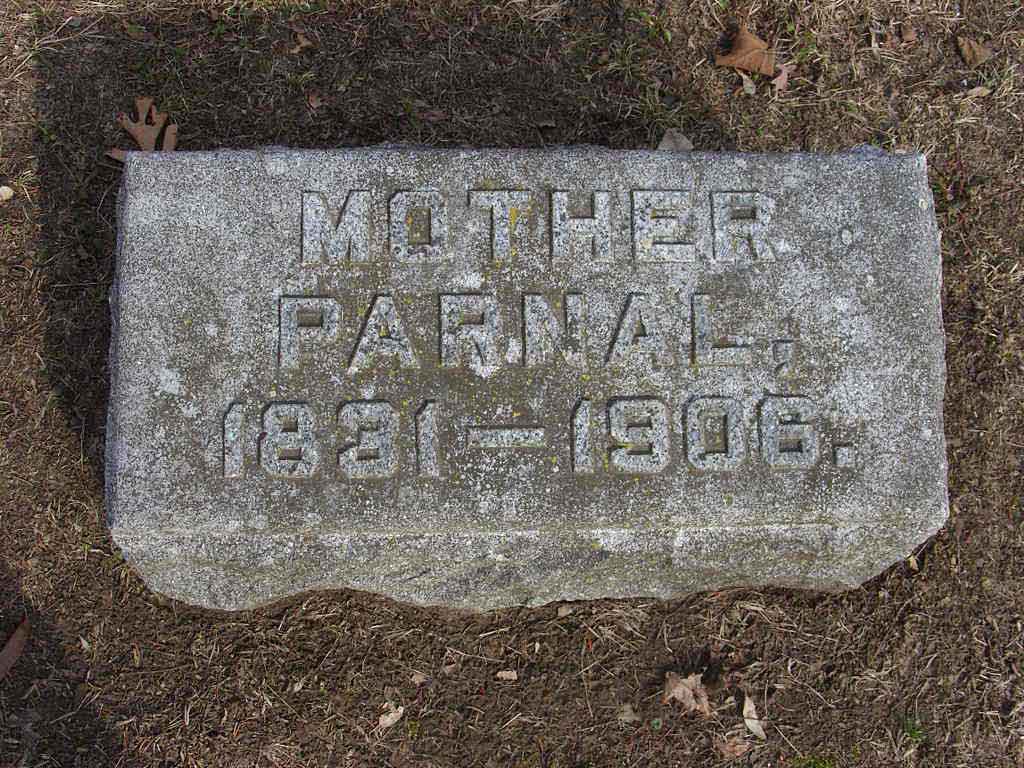 MOTHER
PARNAL,
1831—1906.